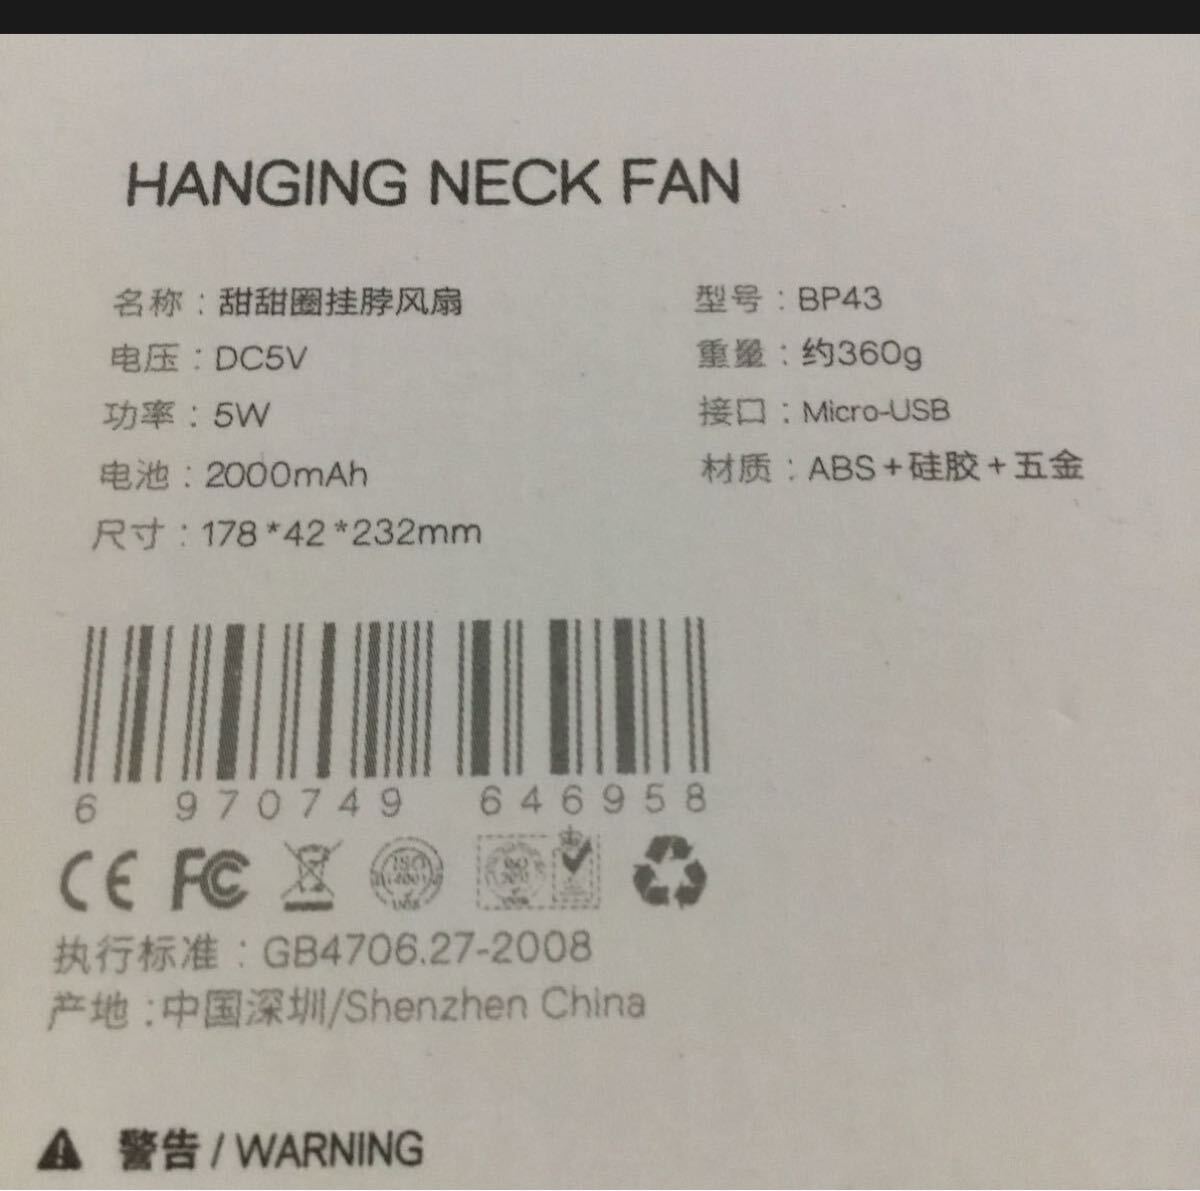 HANGING NECK FAN
名称：甜甜圈挂脖风扇
型号：BP43
电压：DC5V
重量：约360g
功率：5W
接口：Micro-USB
电池：2000mAh
材质：ABS+硅胶+五金
尺寸：178*42*232mm
6 970749 646958
CE FC
执行标准：GB4706.27-2008
产地:中国深圳/Shenzhen China
警告/WARNING